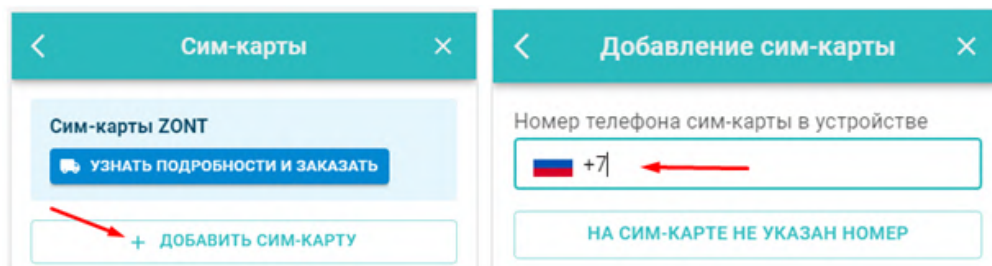 Сим-карты
Сим-карты ZONT
УЗНАТЬ ПОДРОБНОСТИ И ЗАКАЗАТЬ
+ ДОБАВИТЬ СИМ-КАРТУ
Добавление сим-карты
Номер телефона сим-карты в устройстве
+7
НА СИМ-КАРТЕ НЕ УКАЗАН НОМЕР